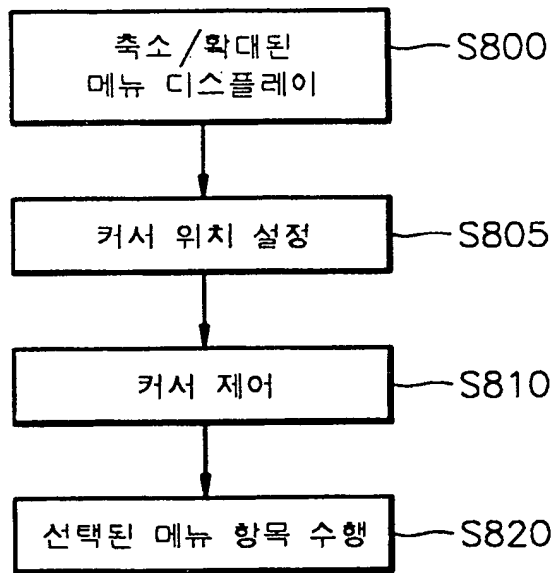 축소/확대된
메뉴 디스플레이
S800
커서 위치 설정
S805
커서 제어
S810
선택된 메뉴 항목 수행
S820